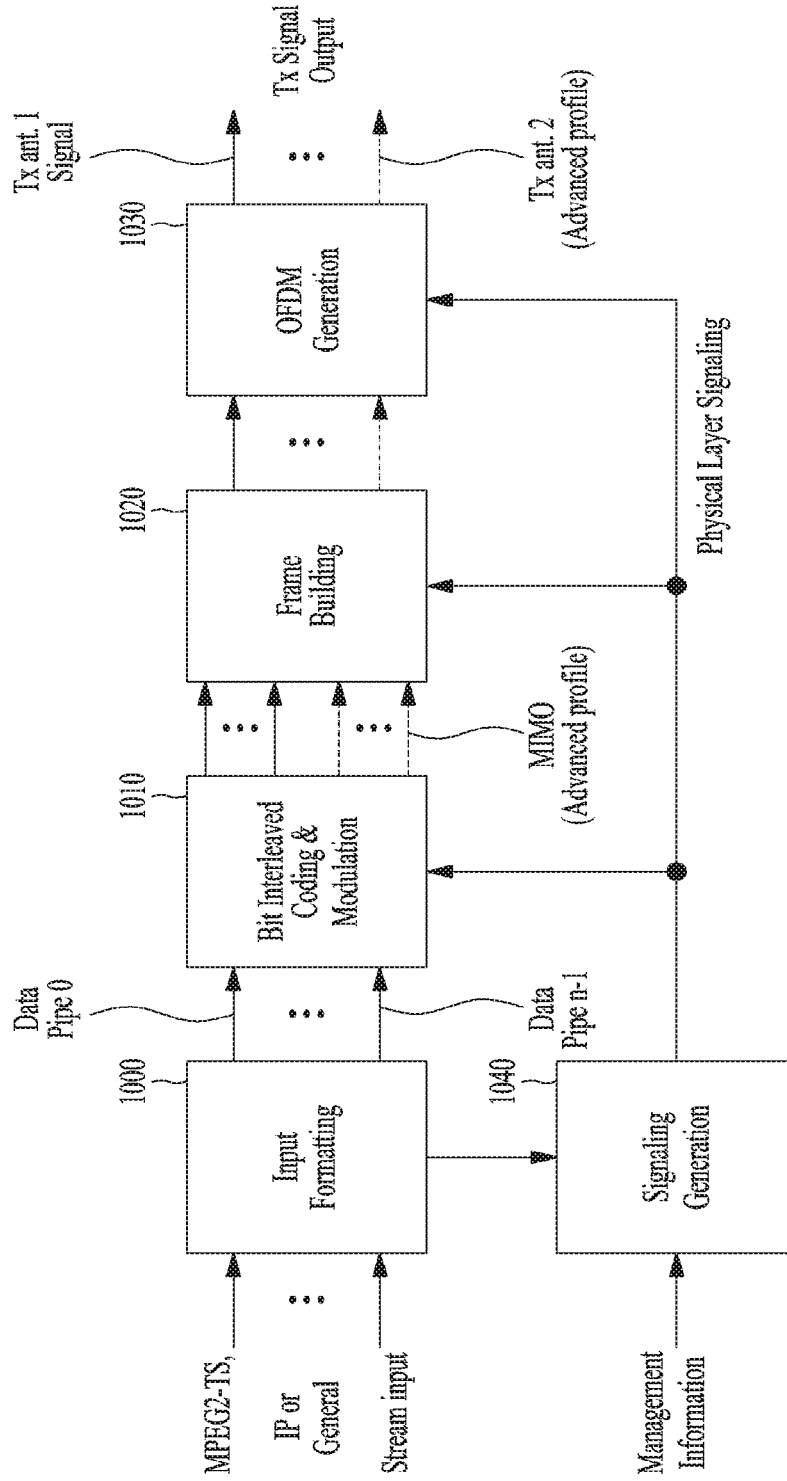 MPEG2-TS,
IP or
General
Stream input
Management
Information
1000
Input
Formatting
1040
Signaling
Generation
Data
Pipe 0
Data
Pipe n-1
1010
Bit Interleaved
Coding &
Modulation
MIMO
(Advanced profile)
1020
Frame
Building
Physical Layer Signaling
1030
OFDM
Generation
Tx ant. 1
Signal
Tx ant. 2
(Advanced profile)
Tx Signal
Output